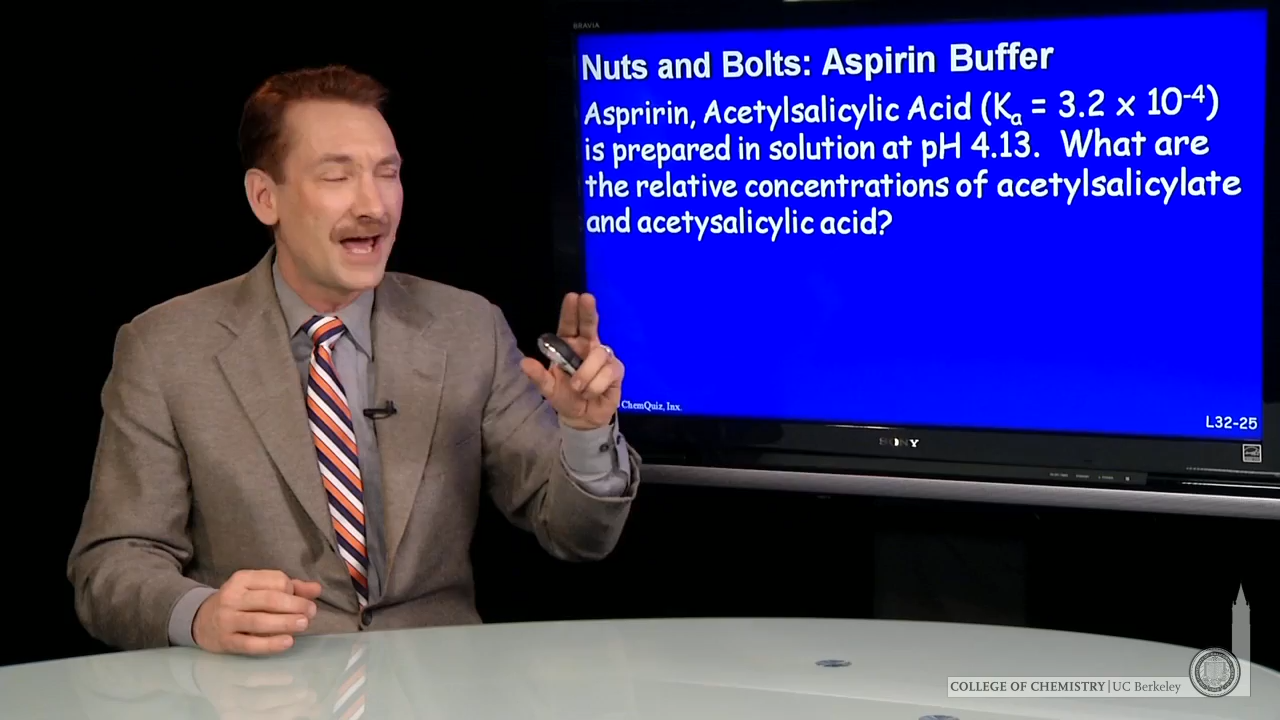 BRAVIA
Nuts and Bolts: Aspirin Buffer
Aspririn, Acetylsalicylic Acid (Kₐ = 3.2 x 10⁻⁴)
is prepared in solution at pH 4.13. What are
the relative concentrations of acetylsalicylate
and acetysalicylic acid?
ChemQuiz, Inx.
L32-25
SONY
COLLEGE OF CHEMISTRY | UC Berkeley